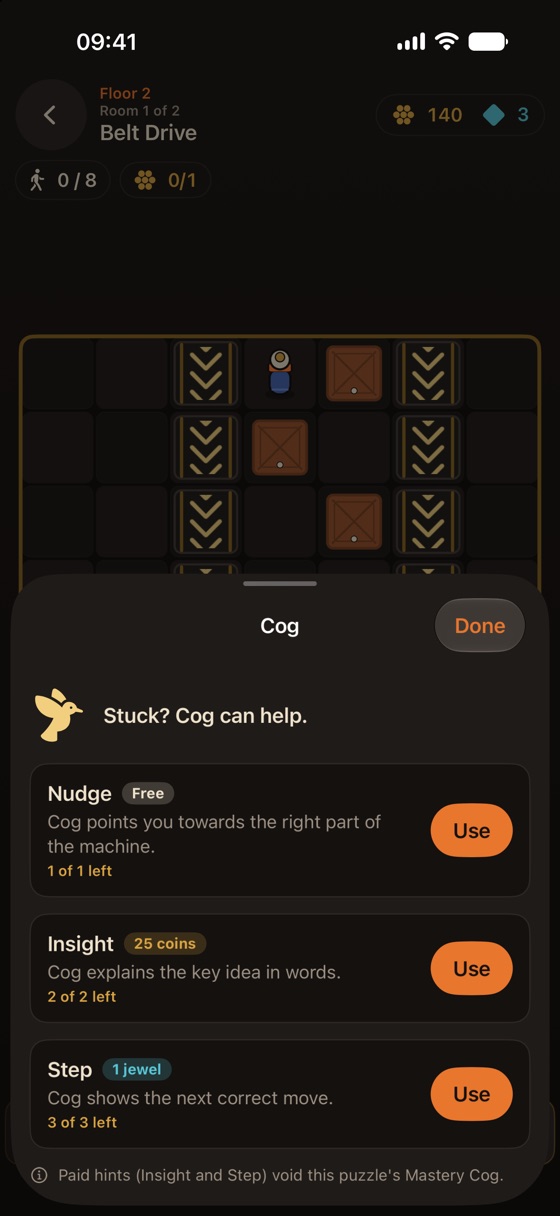 09:41
Floor 2
Room 1 of 2
Belt Drive
140
3
0 / 8
0/1
Cog
Done
Stuck? Cog can help.
Nudge
Free
Cog points you towards the right part of
the machine.
1 of 1 left
Use
Insight
25 coins
Cog explains the key idea in words.
2 of 2 left
Use
Step
1 jewel
Cog shows the next correct move.
3 of 3 left
Use
Paid hints (Insight and Step) void this puzzle's Mastery Cog.